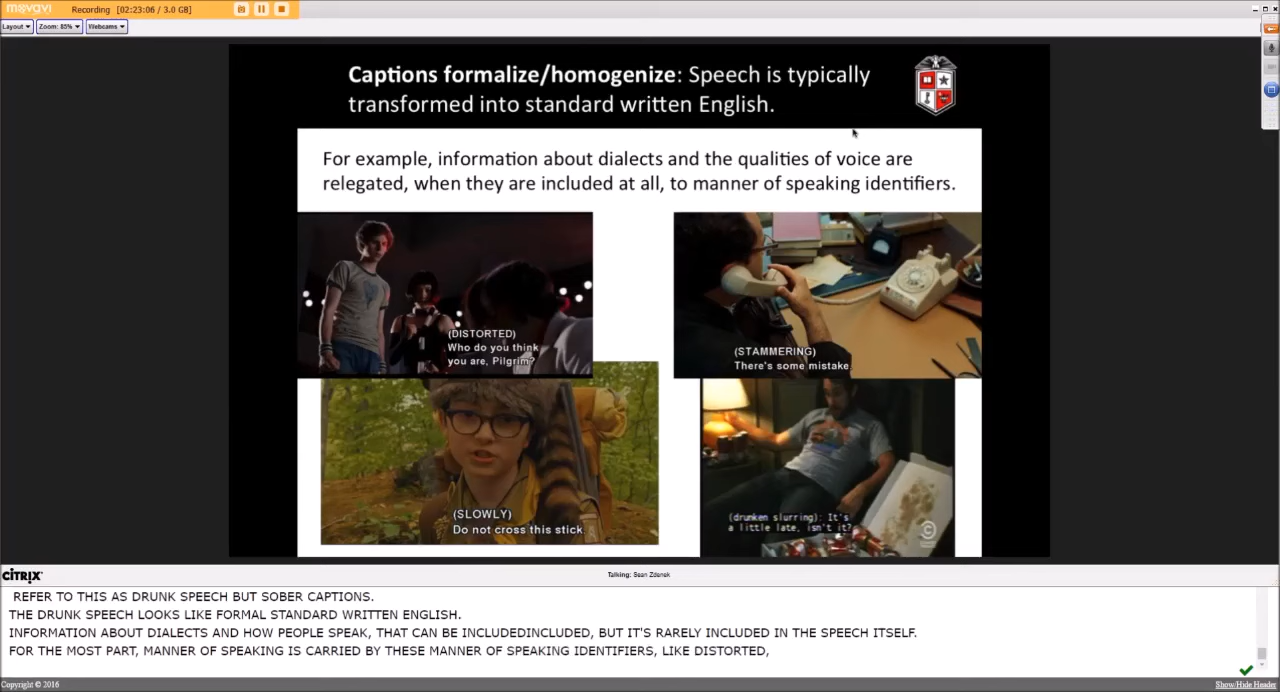 movavi
Recording [02:23:06 / 3.0 GB]
Layout Zoom: 85% Webcams
Captions formalize/homogenize: Speech is typically
transformed into standard written English.
For example, information about dialects and the qualities of voice are
relegated, when they are included at all, to manner of speaking identifiers.
(DISTORTED)
Who do you think
you are, Pilgrim?
(STAMMERING)
There's some mistake.
(SLOWLY)
Do not cross this stick.
(drunken slurring): It's
a little late, isn't it?
CİTRIX
Talking: Sean Zdenek
REFER TO THIS AS DRUNK SPEECH BUT SOBER CAPTIONS.
THE DRUNK SPEECH LOOKS LIKE FORMAL STANDARD WRITTEN ENGLISH.
INFORMATION ABOUT DIALECTS AND HOW PEOPLE SPEAK, THAT CAN BE INCLUDEDINCLUDED, BUT IT'S RARELY INCLUDED IN THE SPEECH ITSELF.
FOR THE MOST PART, MANNER OF SPEAKING IS CARRIED BY THESE MANNER OF SPEAKING IDENTIFIERS, LIKE DISTORTED,
Copyright © 2016
Show/Hide Header